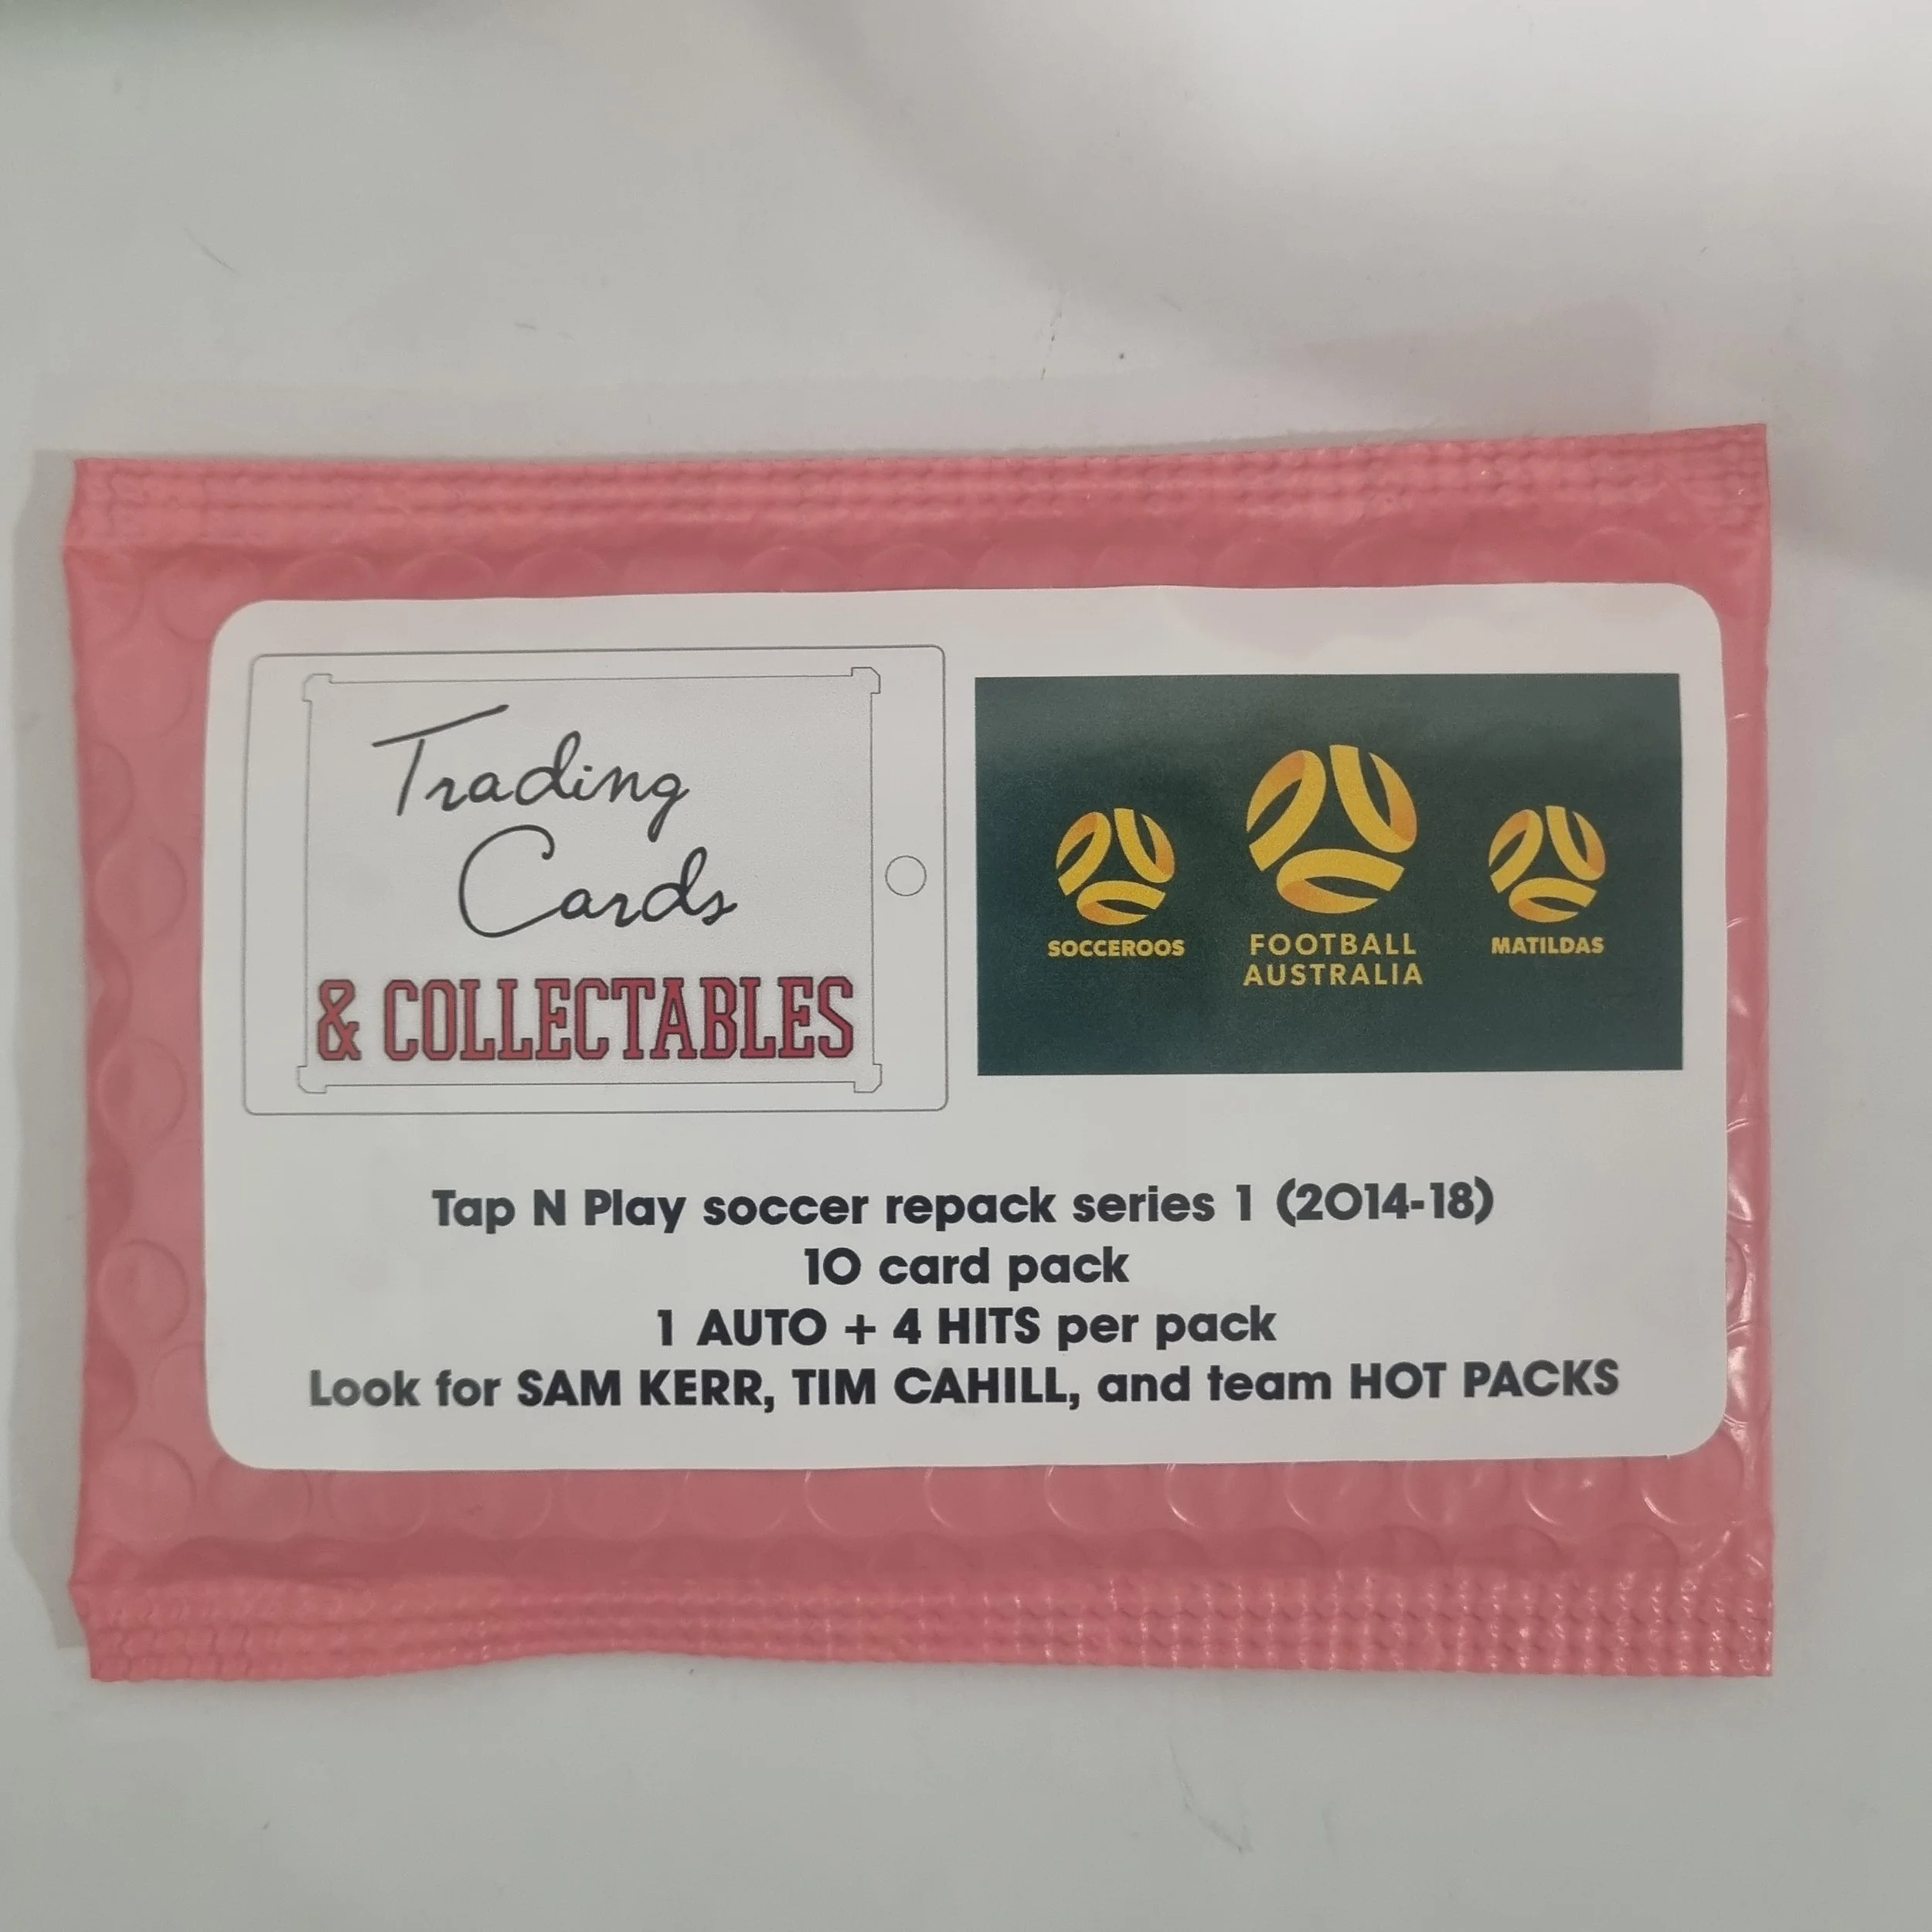 Trading
Cards
& COLLECTABLES
SOCCEROOS
FOOTBALL
AUSTRALIA
MATILDAS
Tap N Play soccer repack series 1 (2014-18)
10 card pack
1 AUTO + 4 HITS per pack
Look for SAM KERR, TIM CAHILL, and team HOT PACKS